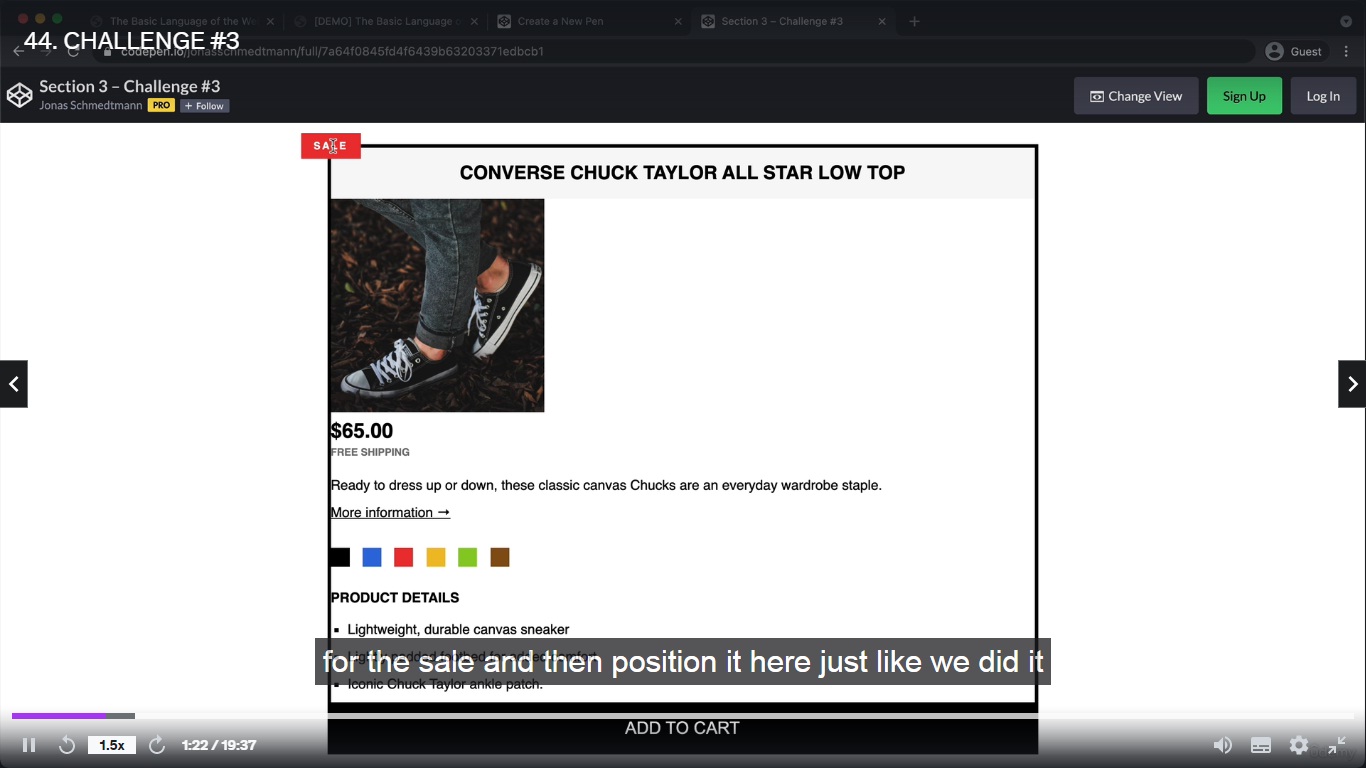 The Basic Language of the We
[DEMO] The Basic Language o
Create a New Pen
Section 3 – Challenge #3
44. CHALLENGE #3
codepen.io/jonasschmedtmann/full/7a64f0845fd4f6439b63203371edbcb1
Guest
Section 3 – Challenge #3
Jonas Schmedtmann PRO + Follow
Change View
Sign Up
Log In
SALE
CONVERSE CHUCK TAYLOR ALL STAR LOW TOP
$65.00
FREE SHIPPING
Ready to dress up or down, these classic canvas Chucks are an everyday wardrobe staple.
More information →
PRODUCT DETAILS
Lightweight, durable canvas sneaker
for the sale and then position it here just like we did it
Iconic Chuck Taylor ankle patch.
ADD TO CART
1.5x
1:22 / 19:37